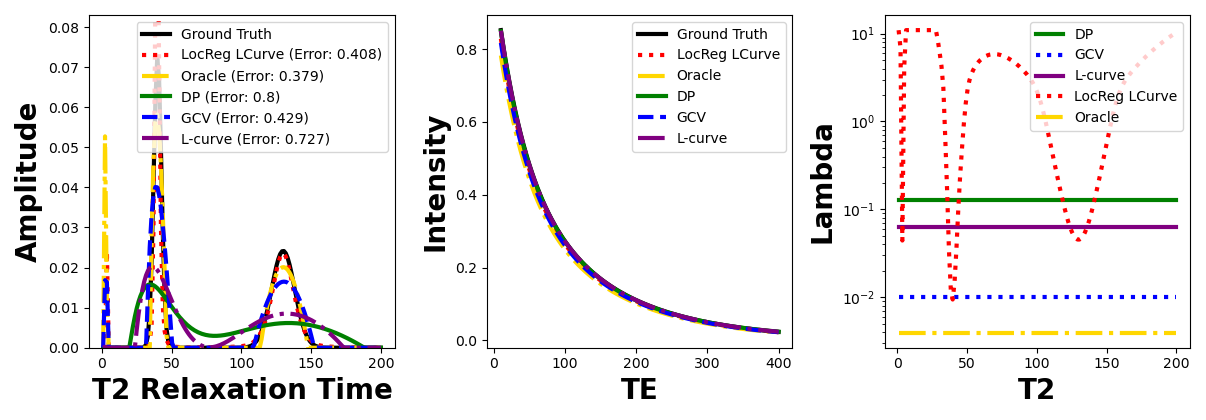 Amplitude
0.08
0.07
0.06
0.05
0.04
0.03
0.02
0.01
0.00
Ground Truth
LocReg LCurve (Error: 0.408)
Oracle (Error: 0.379)
DP (Error: 0.8)
GCV (Error: 0.429)
L-curve (Error: 0.727)
0 50 100 150 200
T2 Relaxation Time
Intensity
0.8
0.6
0.4
0.2
0.0
Ground Truth
LocReg LCurve
Oracle
DP
GCV
L-curve
0 100 200 300 400
TE
Lambda
10¹
10⁰
10⁻¹
10⁻²
DP
GCV
L-curve
LocReg LCurve
Oracle
0 50 100 150 200
T2